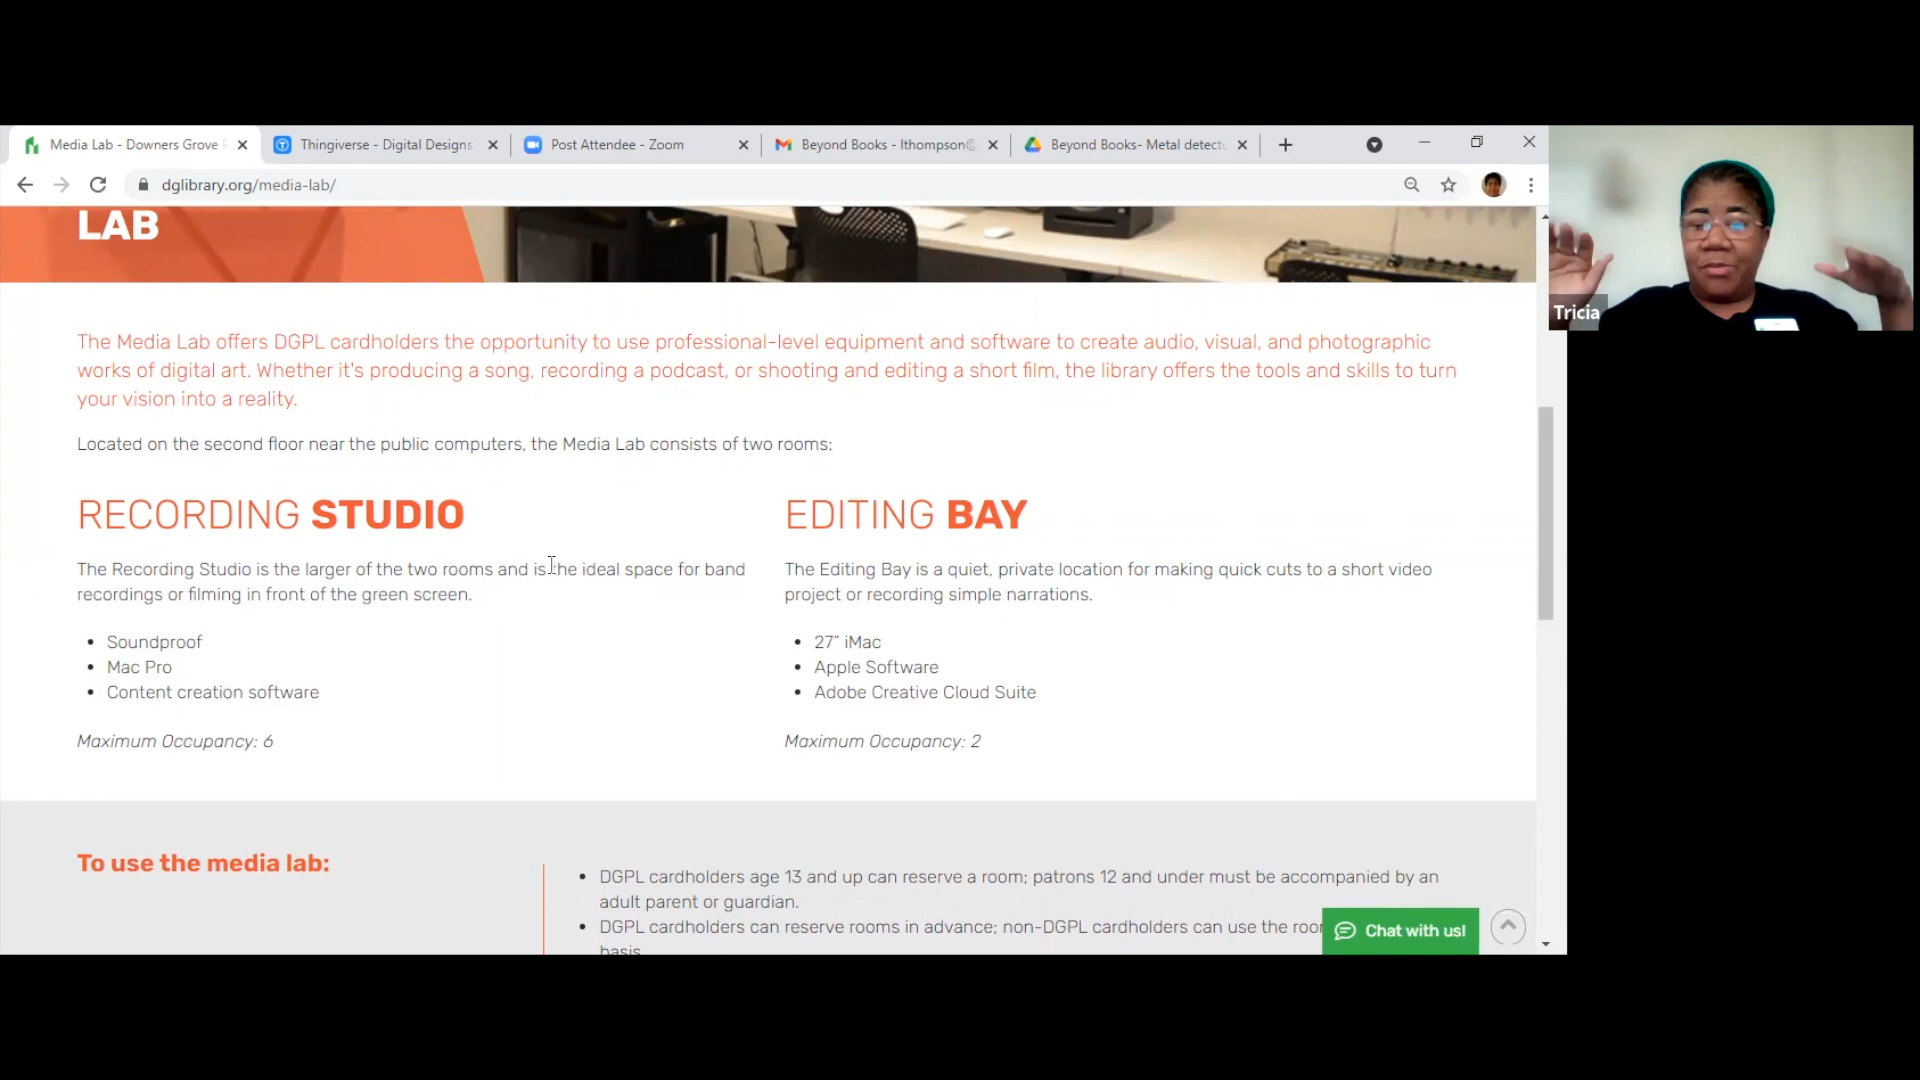 Media Lab - Downers Grove
Thingiverse - Digital Designs
Post Attendee - Zoom
Beyond Books - lthompson@
Beyond Books- Metal detect
dglibrary.org/media-lab/
LAB
Tricia
The Media Lab offers DGPL cardholders the opportunity to use professional-level equipment and software to create audio, visual, and photographic
works of digital art. Whether it's producing a song, recording a podcast, or shooting and editing a short film, the library offers the tools and skills to turn
your vision into a reality.
Located on the second floor near the public computers, the Media Lab consists of two rooms:
RECORDING STUDIO
The Recording Studio is the larger of the two rooms and is the ideal space for band
recordings or filming in front of the green screen.
• Soundproof
• Mac Pro
• Content creation software
Maximum Occupancy: 6
EDITING BAY
The Editing Bay is a quiet, private location for making quick cuts to a short video
project or recording simple narrations.
• 27” iMac
• Apple Software
• Adobe Creative Cloud Suite
Maximum Occupancy: 2
To use the media lab:
• DGPL cardholders age 13 and up can reserve a room; patrons 12 and under must be accompanied by an
adult parent or guardian.
• DGPL cardholders can reserve rooms in advance; non-DGPL cardholders can use the roo
basis
Chat with us!